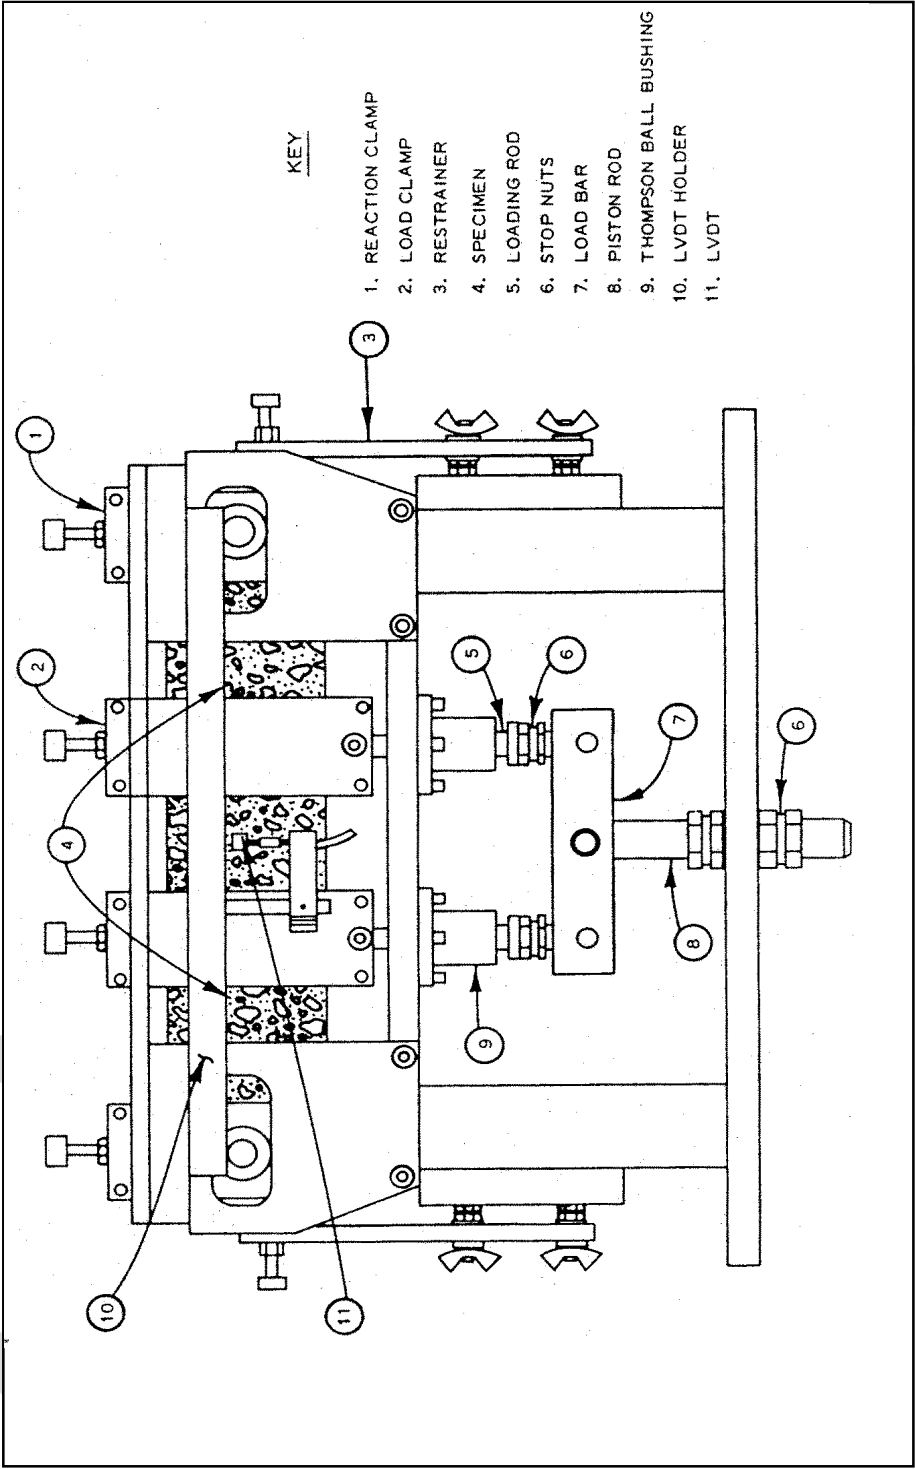 KEY
1. REACTION CLAMP
2. LOAD CLAMP
3. RESTRAINER
4. SPECIMEN
5. LOADING ROD
6. STOP NUTS
7. LOAD BAR
8. PISTON ROD
9. THOMPSON BALL BUSHING
10. LVDT HOLDER
11. LVDT
1
2
3
4
5
6
7
6
8
9
10
11